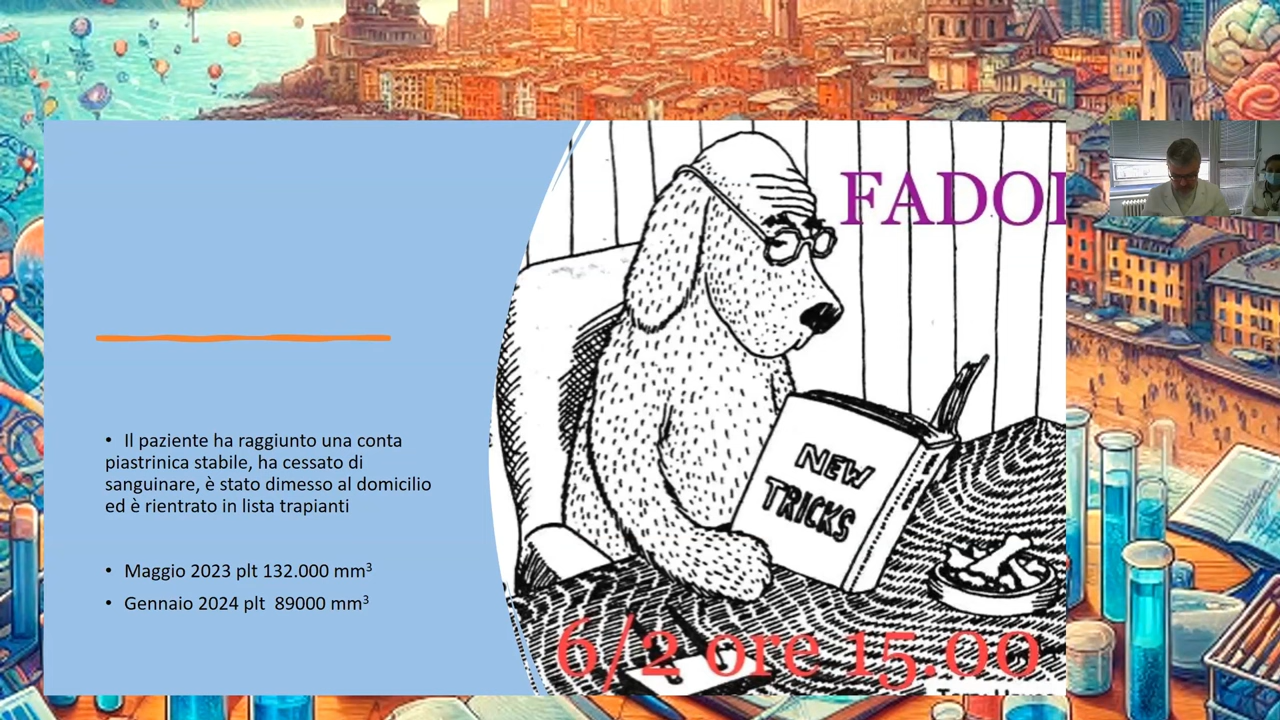 FADOI
• Il paziente ha raggiunto una conta
piastrinica stabile, ha cessato di
sanguinare, è stato dimesso al domicilio
ed è rientrato in lista trapianti
• Maggio 2023 plt 132.000 mm³
• Gennaio 2024 plt 89000 mm³
NEW
TRICKS
6/2 ore 15.00